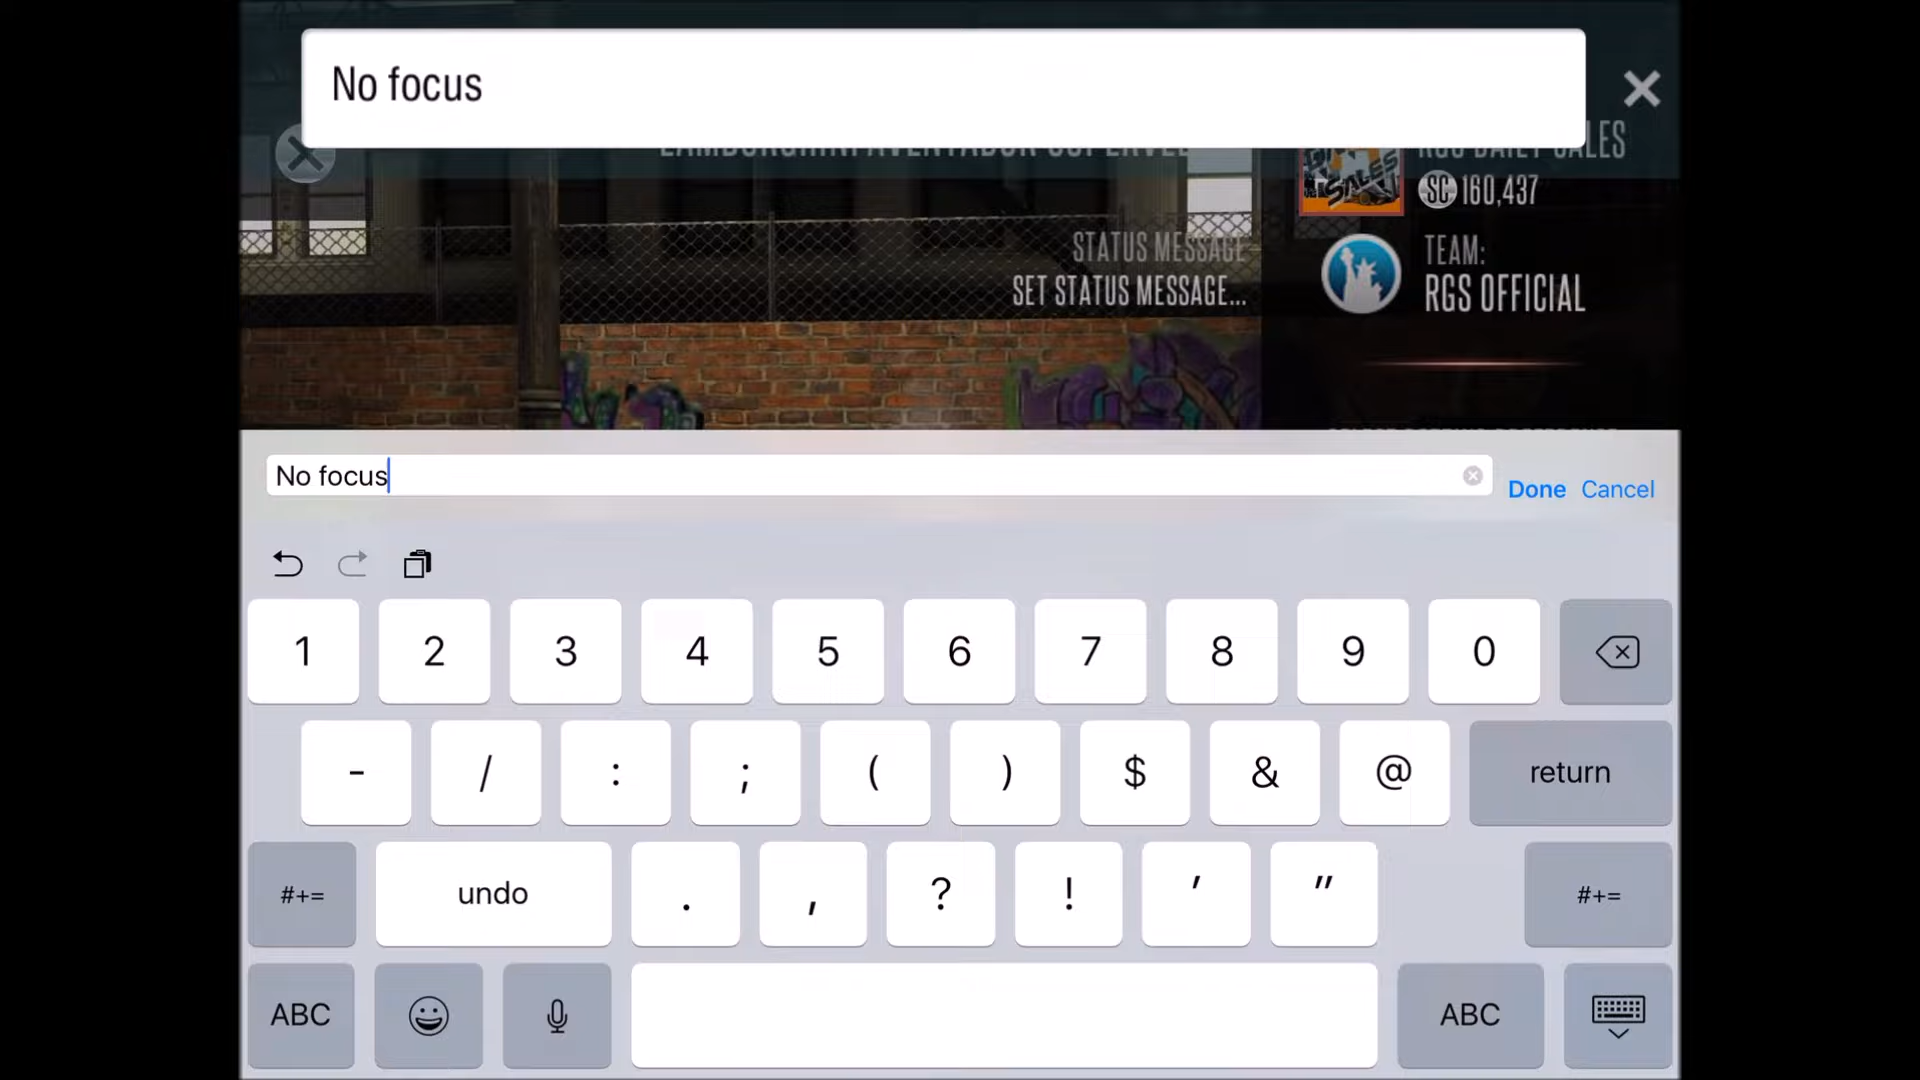 No focus
RGS DAILY SALES
SALES
SC 160,437
STATUS MESSAGE
SET STATUS MESSAGE...
TEAM:
RGS OFFICIAL
No focus
Done Cancel
1 2 3 4 5 6 7 8 9 0
- / : ; ( ) $ & @ return
#+= undo . , ? ! ' " #+=
ABC ABC